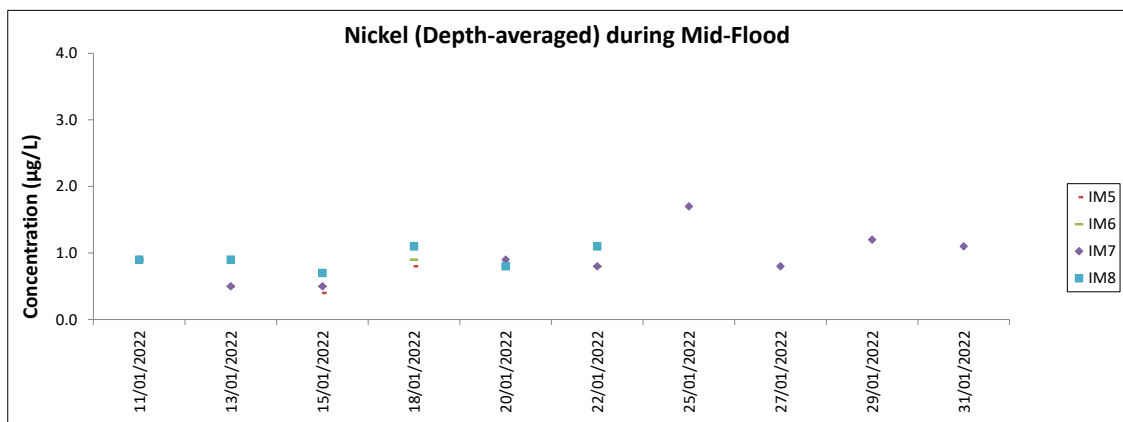 Nickel (Depth-averaged) during Mid-Flood
4.0
3.0
2.0
1.0
0.0
Concentration (µg/L)
11/01/2022
13/01/2022
15/01/2022
18/01/2022
20/01/2022
22/01/2022
25/01/2022
27/01/2022
29/01/2022
31/01/2022
IM5
IM6
IM7
IM8